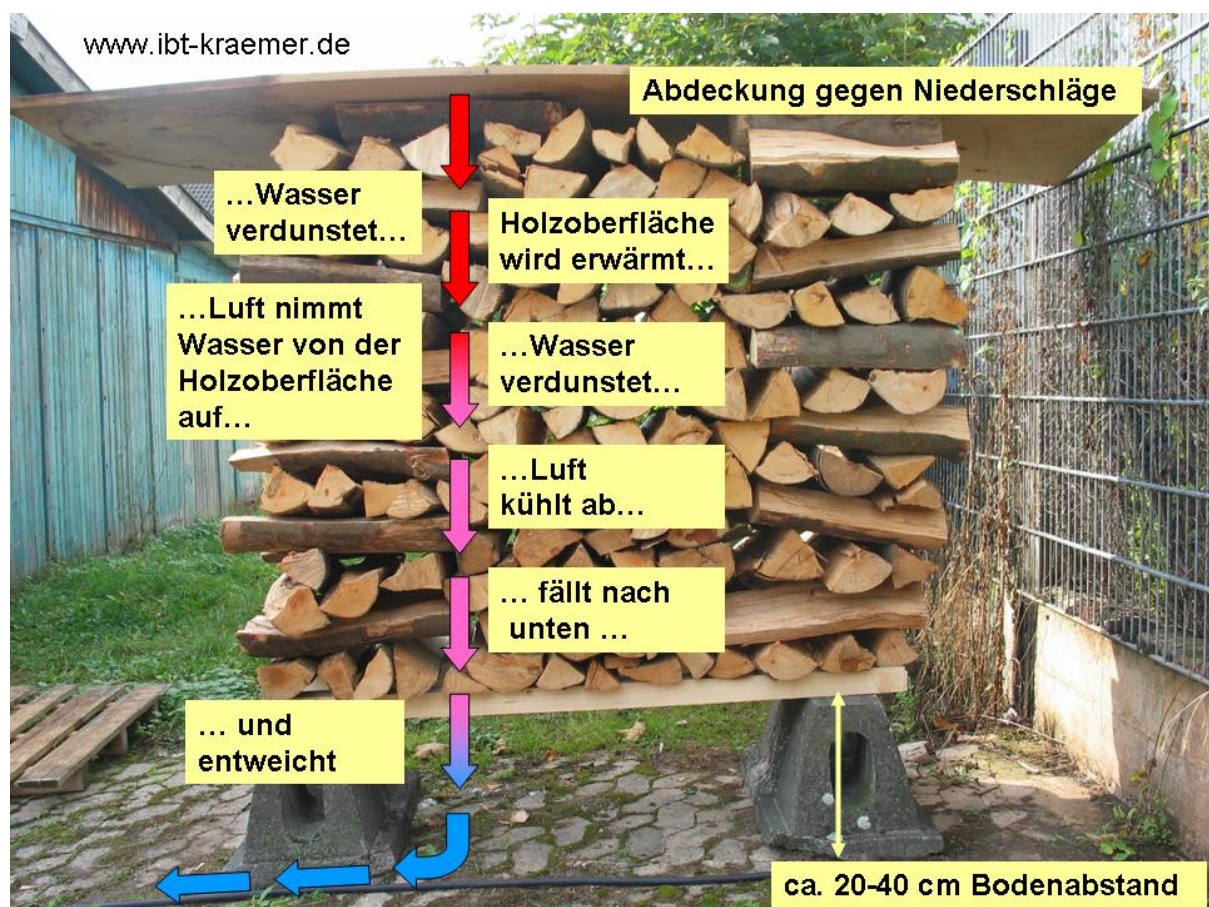 www.ibt-kraemer.de
Abdeckung gegen Niederschläge
…Wasser
verdunstet…
Holzoberfläche
wird erwärmt…
…Luft nimmt
Wasser von der
Holzoberfläche
auf…
…Wasser
verdunstet…
…Luft
kühlt ab…
… fällt nach
unten …
… und
entweicht
ca. 20-40 cm Bodenabstand